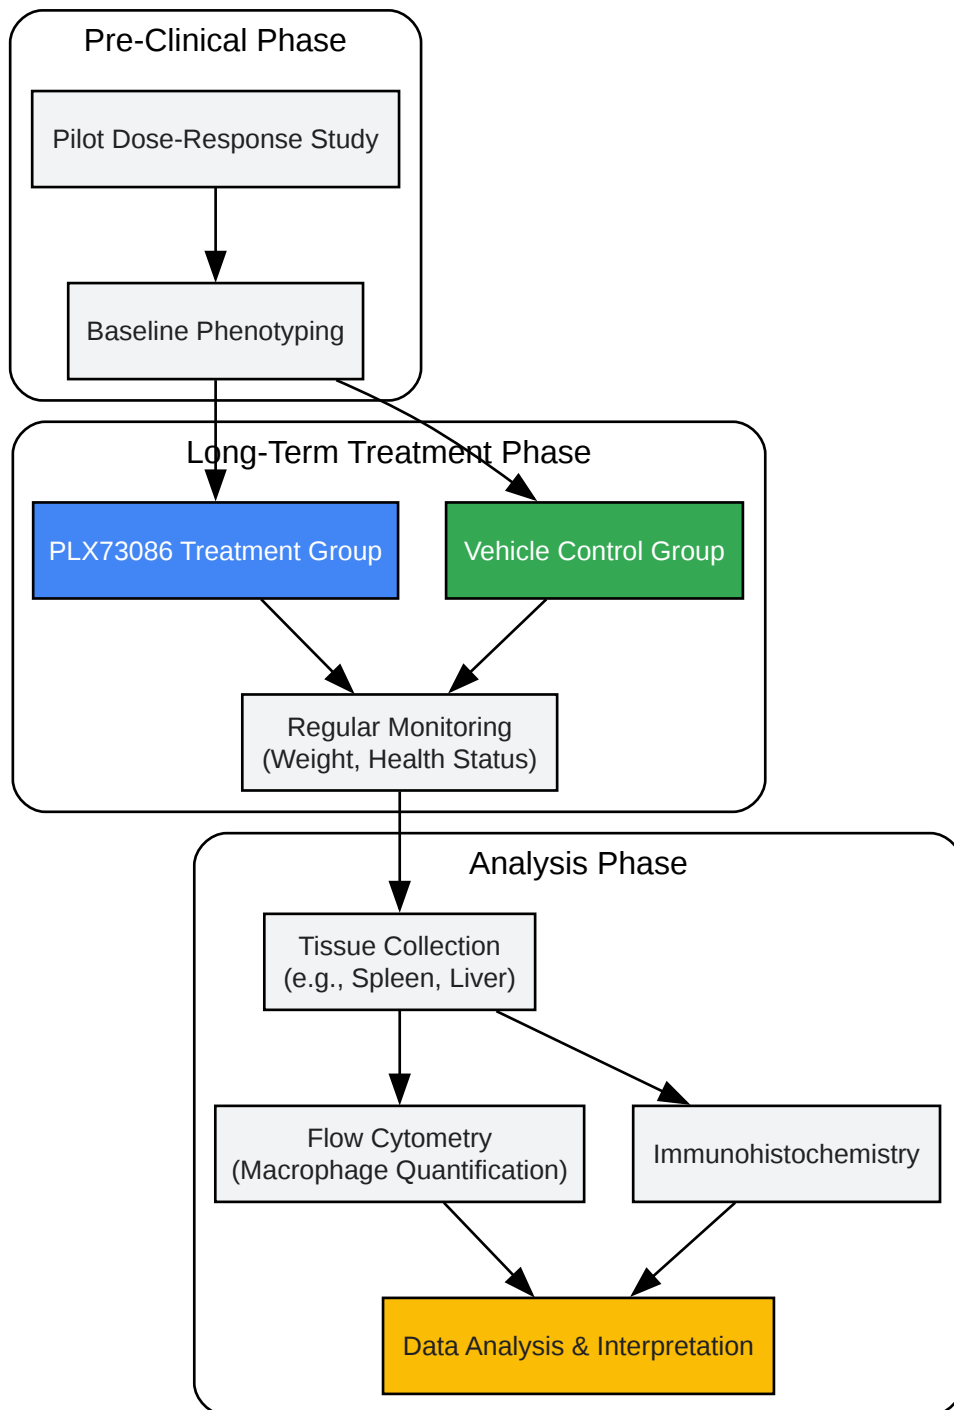 Pre-Clinical Phase
Pilot Dose-Response Study
Baseline Phenotyping
Long-Term Treatment Phase
PLX73086 Treatment Group
Vehicle Control Group
Regular Monitoring
(Weight, Health Status)
Analysis Phase
Tissue Collection
(e.g., Spleen, Liver)
Flow Cytometry
(Macrophage Quantification)
Immunohistochemistry
Data Analysis & Interpretation